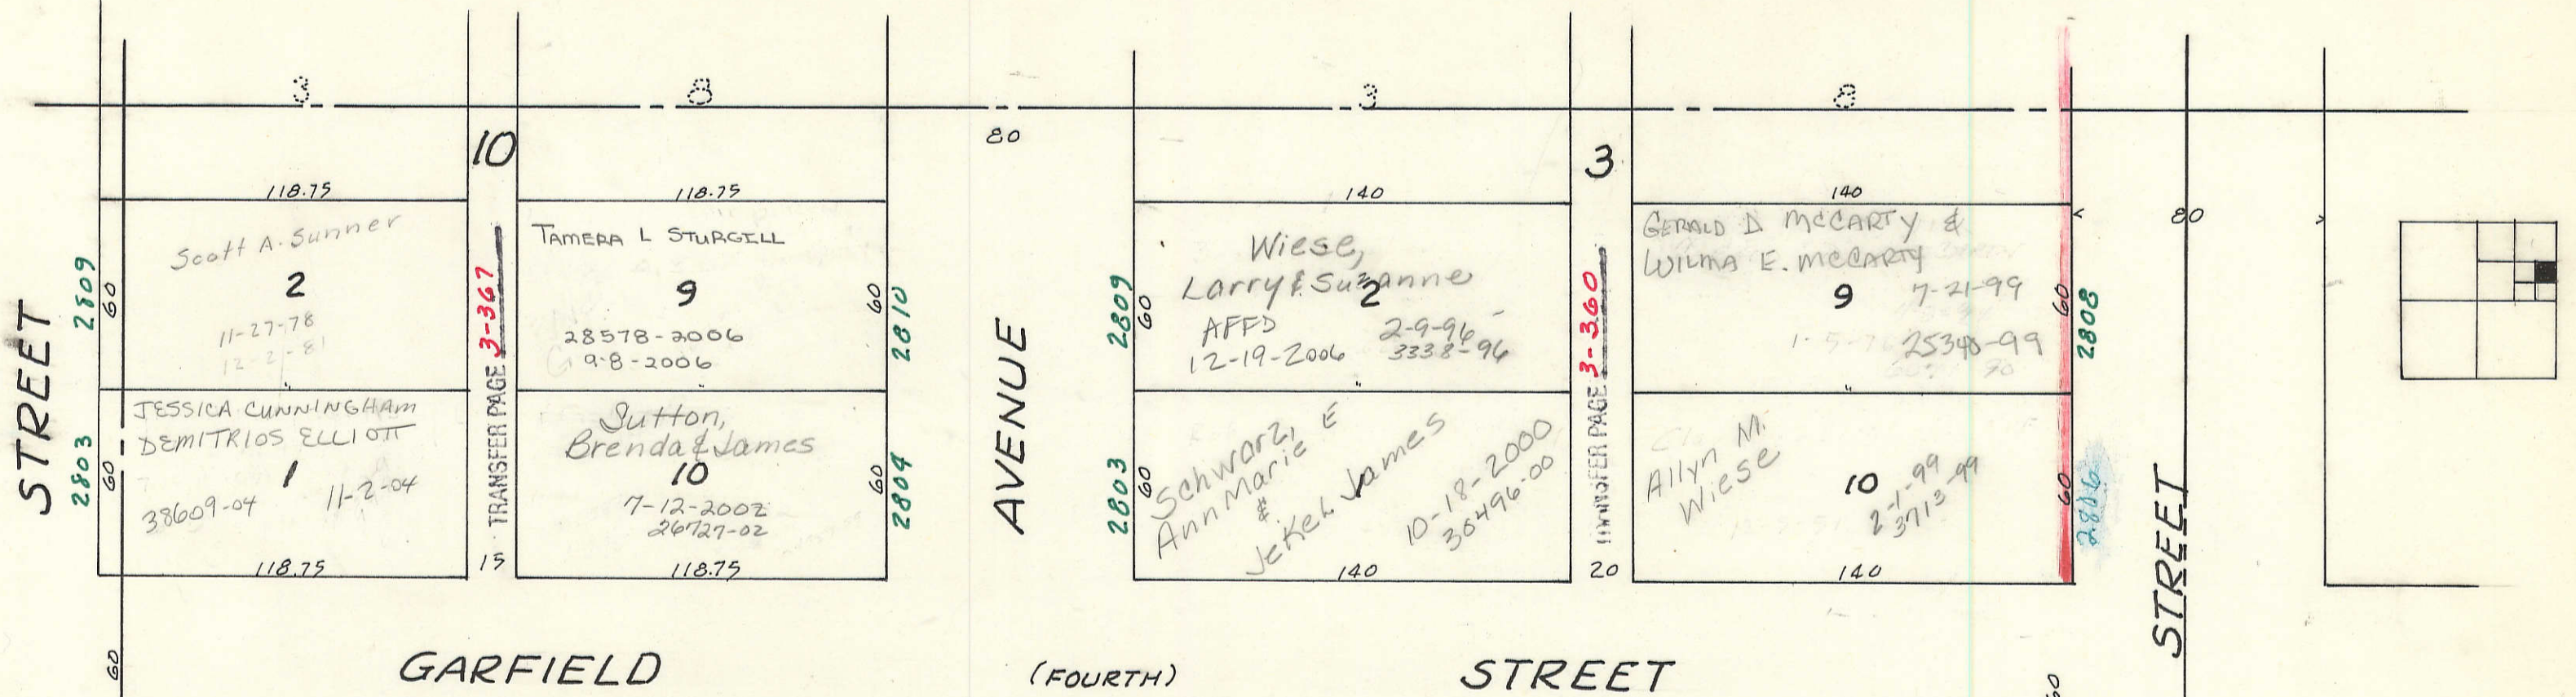 3
8
3
8
10
80
3
118.75
118.75
140
140
80
STREET
2809
60
Scott A. Sunner
2
11-27-78
12-2-81
TRANSFER PAGE 3-367
TAMERA L STURGILL
9
28578-2006
9-8-2006
60
2810
AVENUE
2809
60
Wiese,
Larry & Suzanne
2
AFFD
12-19-2006
2-9-96
3338-96
TRANSFER PAGE 3-360
GERALD D MCCARTY &
WILMA E. MCCARTY
9
7-21-99
25340-99
60
2808
2803
60
JESSICA CUNNINGHAM
DEMITRIOS ELLIOTT
1
38609-04
11-2-04
118.75
15
Sutton,
Brenda & James
10
7-12-2002
26727-02
60
2804
118.75
2803
60
Schwarz,
Ann Marie E
&
Jekel James
1
10-18-2000
30496-00
140
20
Allyn M.
Wiese
10
2-1-99
3713-99
60
2806
140
STREET
60
GARFIELD
(FOURTH)
STREET
60